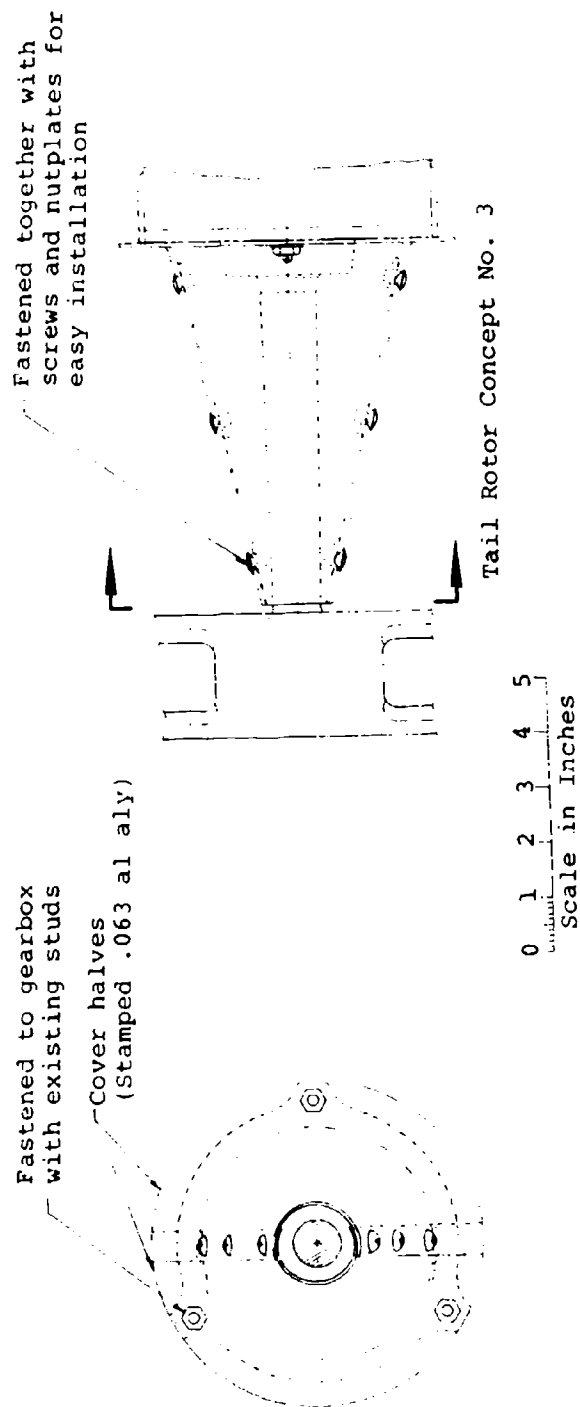 Fastened to gearbox
with existing studs
Cover halves
(Stamped .063 al aly)
Fastened together with
screws and nutplates for
easy installation
0 1 2 3 4 5
Scale in Inches
Tail Rotor Concept No. 3